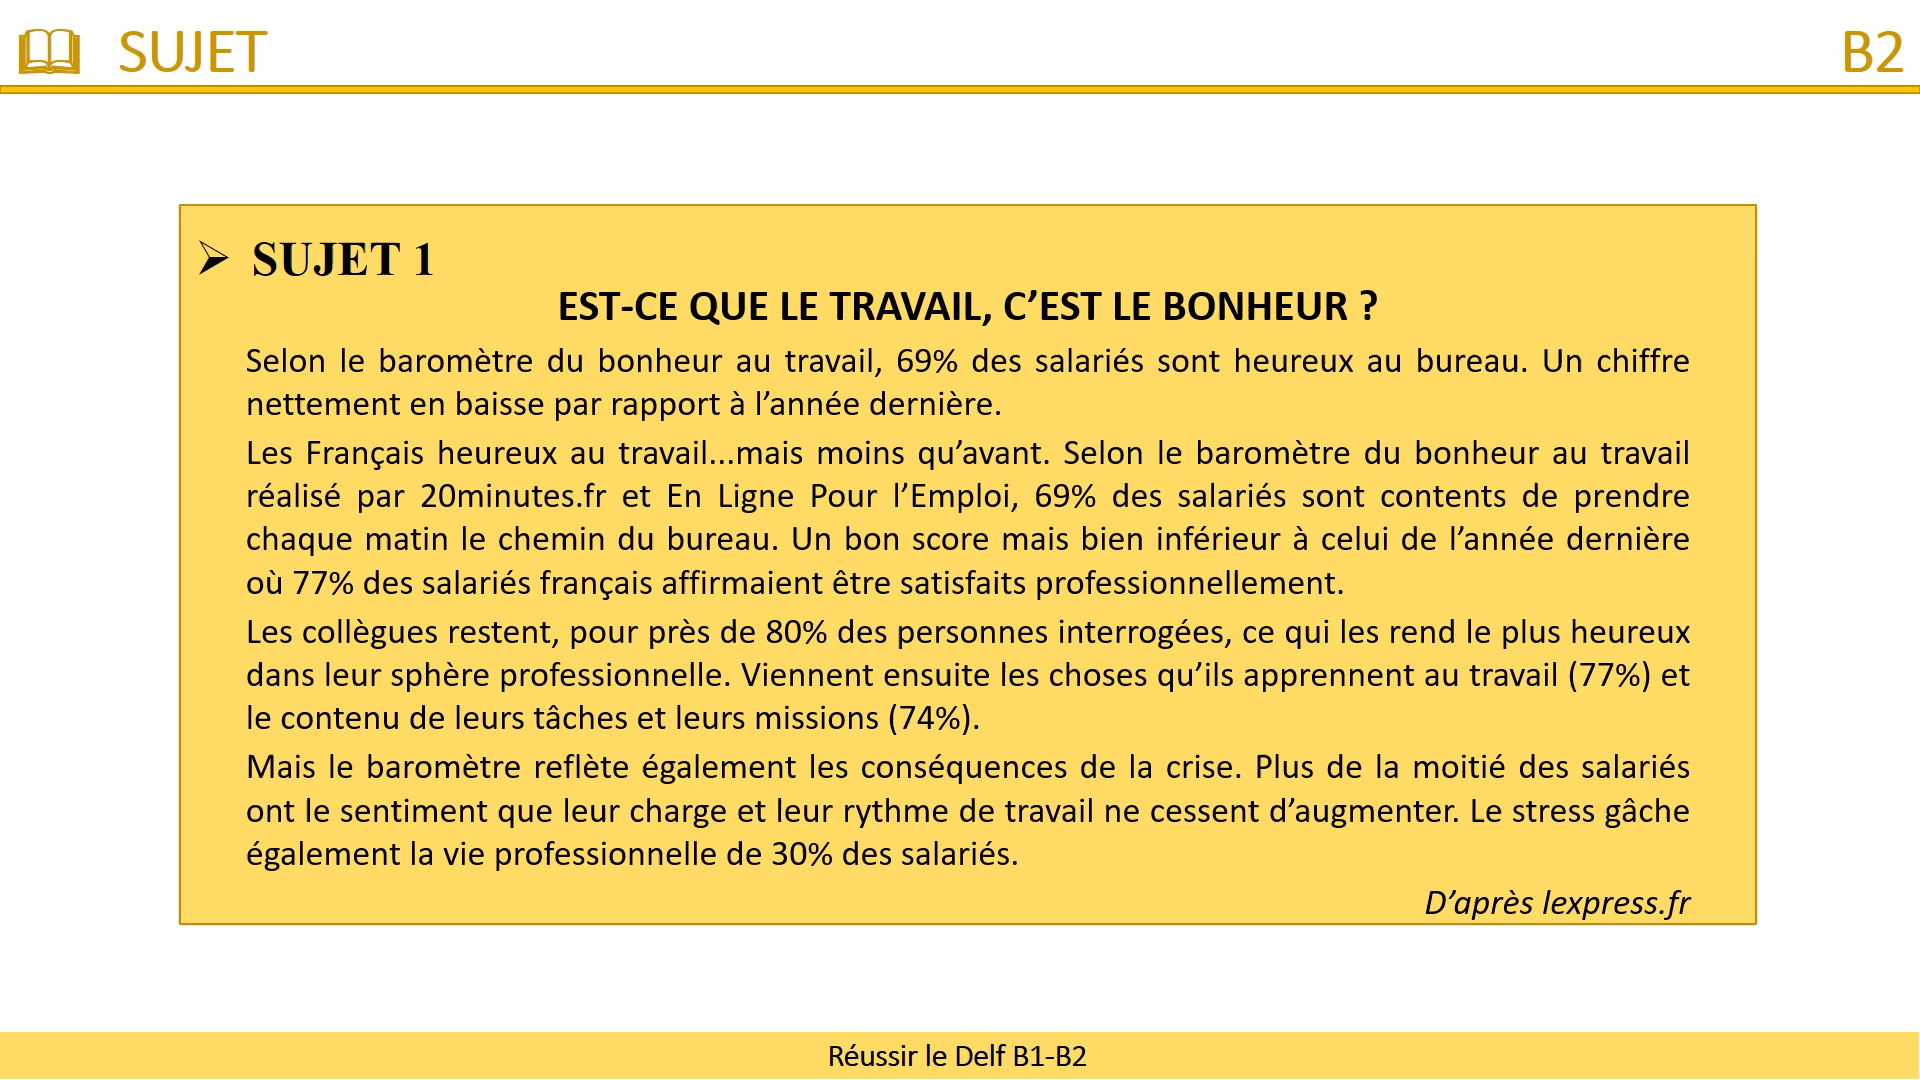 SUJET
B2
SUJET 1
EST-CE QUE LE TRAVAIL, C’EST LE BONHEUR ?
Selon le baromètre du bonheur au travail, 69% des salariés sont heureux au bureau. Un chiffre
nettement en baisse par rapport à l’année dernière.
Les Français heureux au travail...mais moins qu’avant. Selon le baromètre du bonheur au travail
réalisé par 20minutes.fr et En Ligne Pour l’Emploi, 69% des salariés sont contents de prendre
chaque matin le chemin du bureau. Un bon score mais bien inférieur à celui de l’année dernière
où 77% des salariés français affirmaient être satisfaits professionnellement.
Les collègues restent, pour près de 80% des personnes interrogées, ce qui les rend le plus heureux
dans leur sphère professionnelle. Viennent ensuite les choses qu’ils apprennent au travail (77%) et
le contenu de leurs tâches et leurs missions (74%).
Mais le baromètre reflète également les conséquences de la crise. Plus de la moitié des salariés
ont le sentiment que leur charge et leur rythme de travail ne cessent d’augmenter. Le stress gâche
également la vie professionnelle de 30% des salariés.
D’après lexpress.fr
Réussir le Delf B1-B2